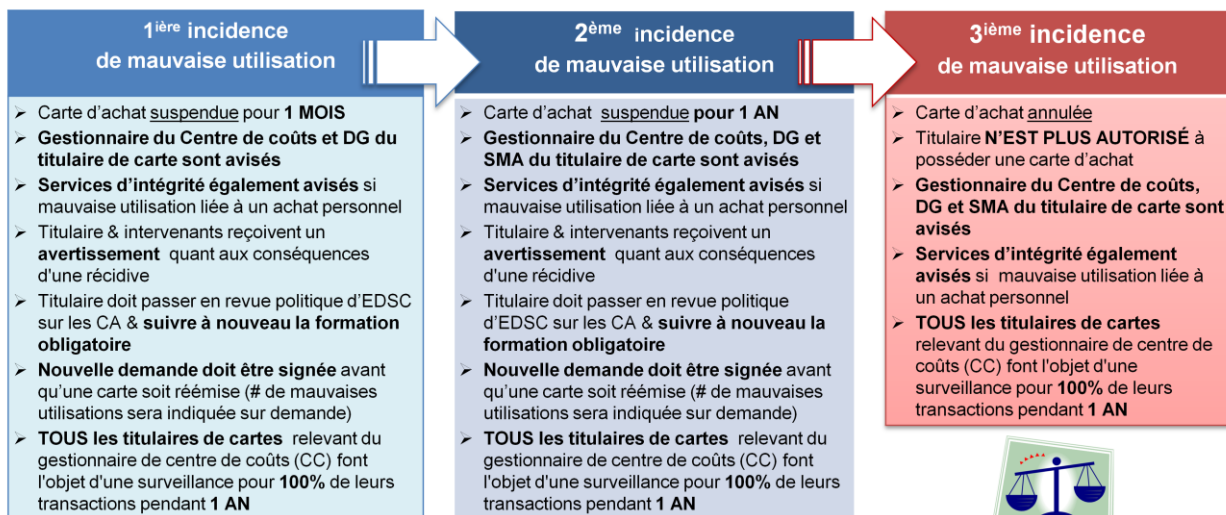 1ière incidence
de mauvaise utilisation
➢ Carte d'achat suspendue pour 1 MOIS
➢ Gestionnaire du Centre de coûts et DG du
titulaire de carte sont avisés
➢ Services d'intégrité également avisés si
mauvaise utilisation liée à un achat personnel
➢ Titulaire & intervenants reçoivent un
avertissement quant aux conséquences
d'une récidive
➢ Titulaire doit passer en revue politique d'EDSC
sur les CA & suivre à nouveau la formation
obligatoire
➢ Nouvelle demande doit être signée avant
qu'une carte soit réémise (# de mauvaises
utilisations sera indiquée sur demande)
➢ TOUS les titulaires de cartes relevant du
gestionnaire de centre de coûts (CC) font
l'objet d'une surveillance pour 100% de leurs
transactions pendant 1 AN
2ème incidence
de mauvaise utilisation
➢ Carte d'achat suspendue pour 1 AN
➢ Gestionnaire du Centre de coûts, DG et
SMA du titulaire de carte sont avisés
➢ Services d'intégrité également avisés si
mauvaise utilisation liée à un achat personnel
➢ Titulaire & intervenants reçoivent un
avertissement quant aux conséquences
d'une récidive
➢ Titulaire doit passer en revue politique
d'EDSC sur les CA & suivre à nouveau la
formation obligatoire
➢ Nouvelle demande doit être signée avant
qu'une carte soit réémise (# de mauvaises
utilisations sera indiquée sur demande)
➢ TOUS les titulaires de cartes relevant du
gestionnaire de centre de coûts (CC) font
l'objet d'une surveillance pour 100% de leurs
transactions pendant 1 AN
3ième incidence
de mauvaise utilisation
➢ Carte d'achat annulée
➢ Titulaire N'EST PLUS AUTORISÉ à
posséder une carte d'achat
➢ Gestionnaire du Centre de coûts,
DG et SMA du titulaire de carte sont
avisés
➢ Services d'intégrité également
avisés si mauvaise utilisation liée à
un achat personnel
➢ TOUS les titulaires de cartes
relevant du gestionnaire de centre de
coûts (CC) font l'objet d'une
surveillance pour 100% de leurs
transactions pendant 1 AN